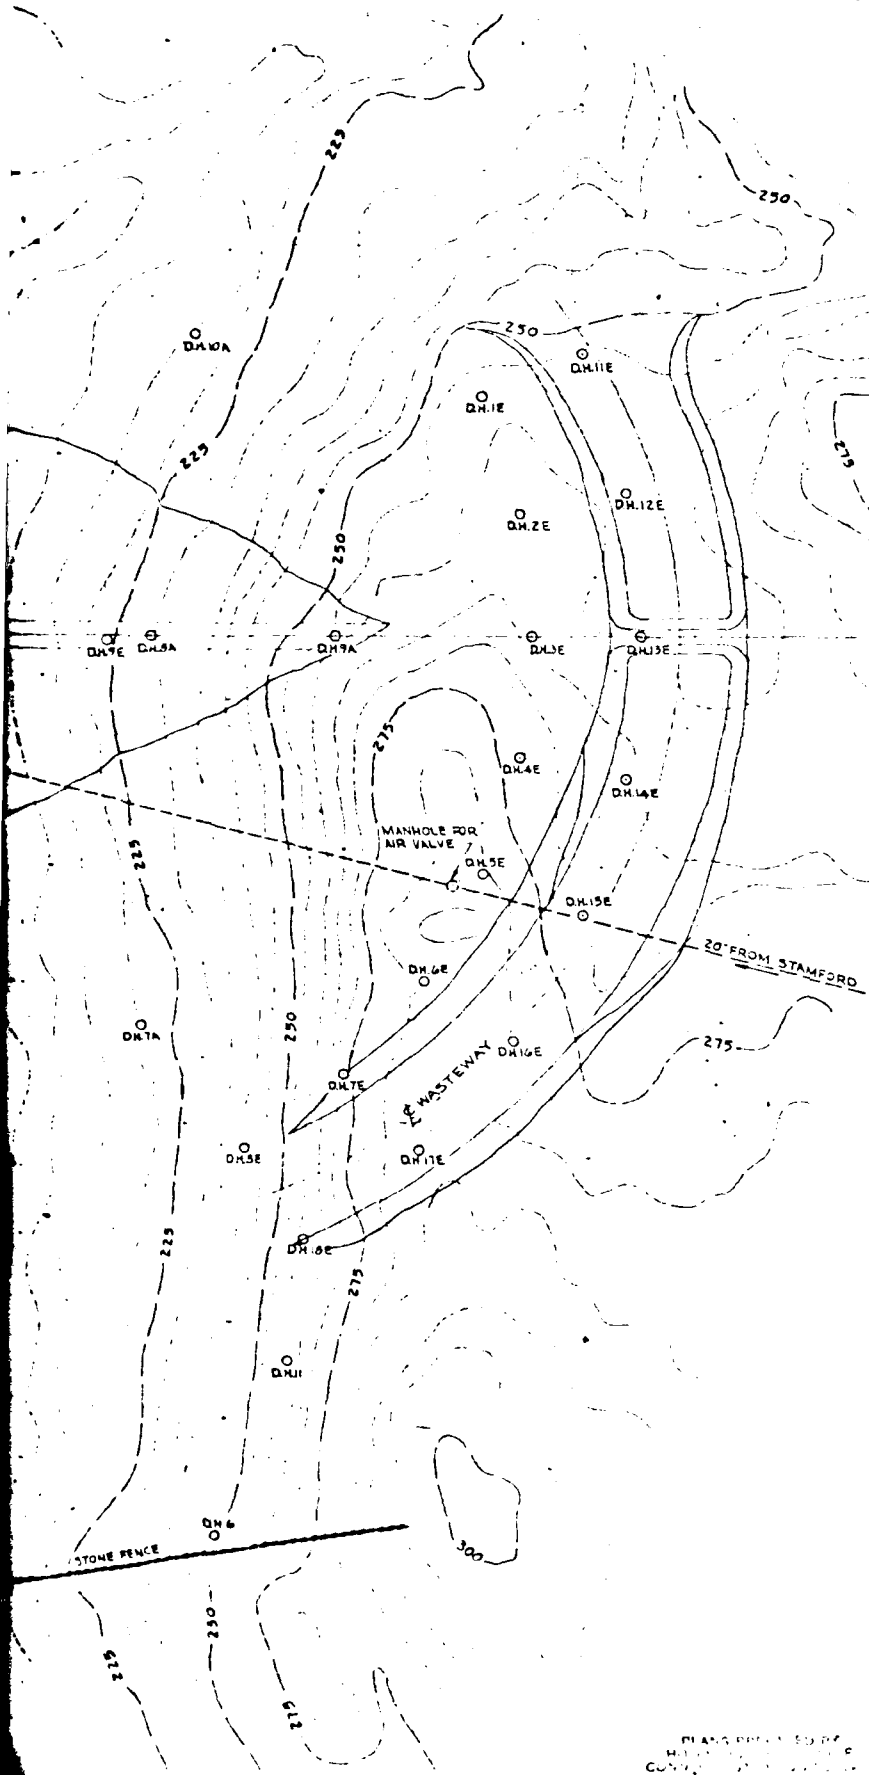 225
250
250
D.H.10A
D.H.11E
D.H.1E
275
225
D.H.12E
D.H.2E
250
D.H.9E
D.H.8A
D.H.9A
D.H.3E
D.H.13E
275
D.H.4E
D.H.14E
MANHOLE FOR
AIR VALVE
225
D.H.5E
D.H.15E
20" FROM STAMFORD
D.H.6E
250
D.H.7A
D.H.16E
275
D.H.7E
℄ WASTEWAY
D.H.8E
D.H.17E
225
D.H.18E
275
D.H.11
D.H.6
STONE FENCE
300
250
225
275